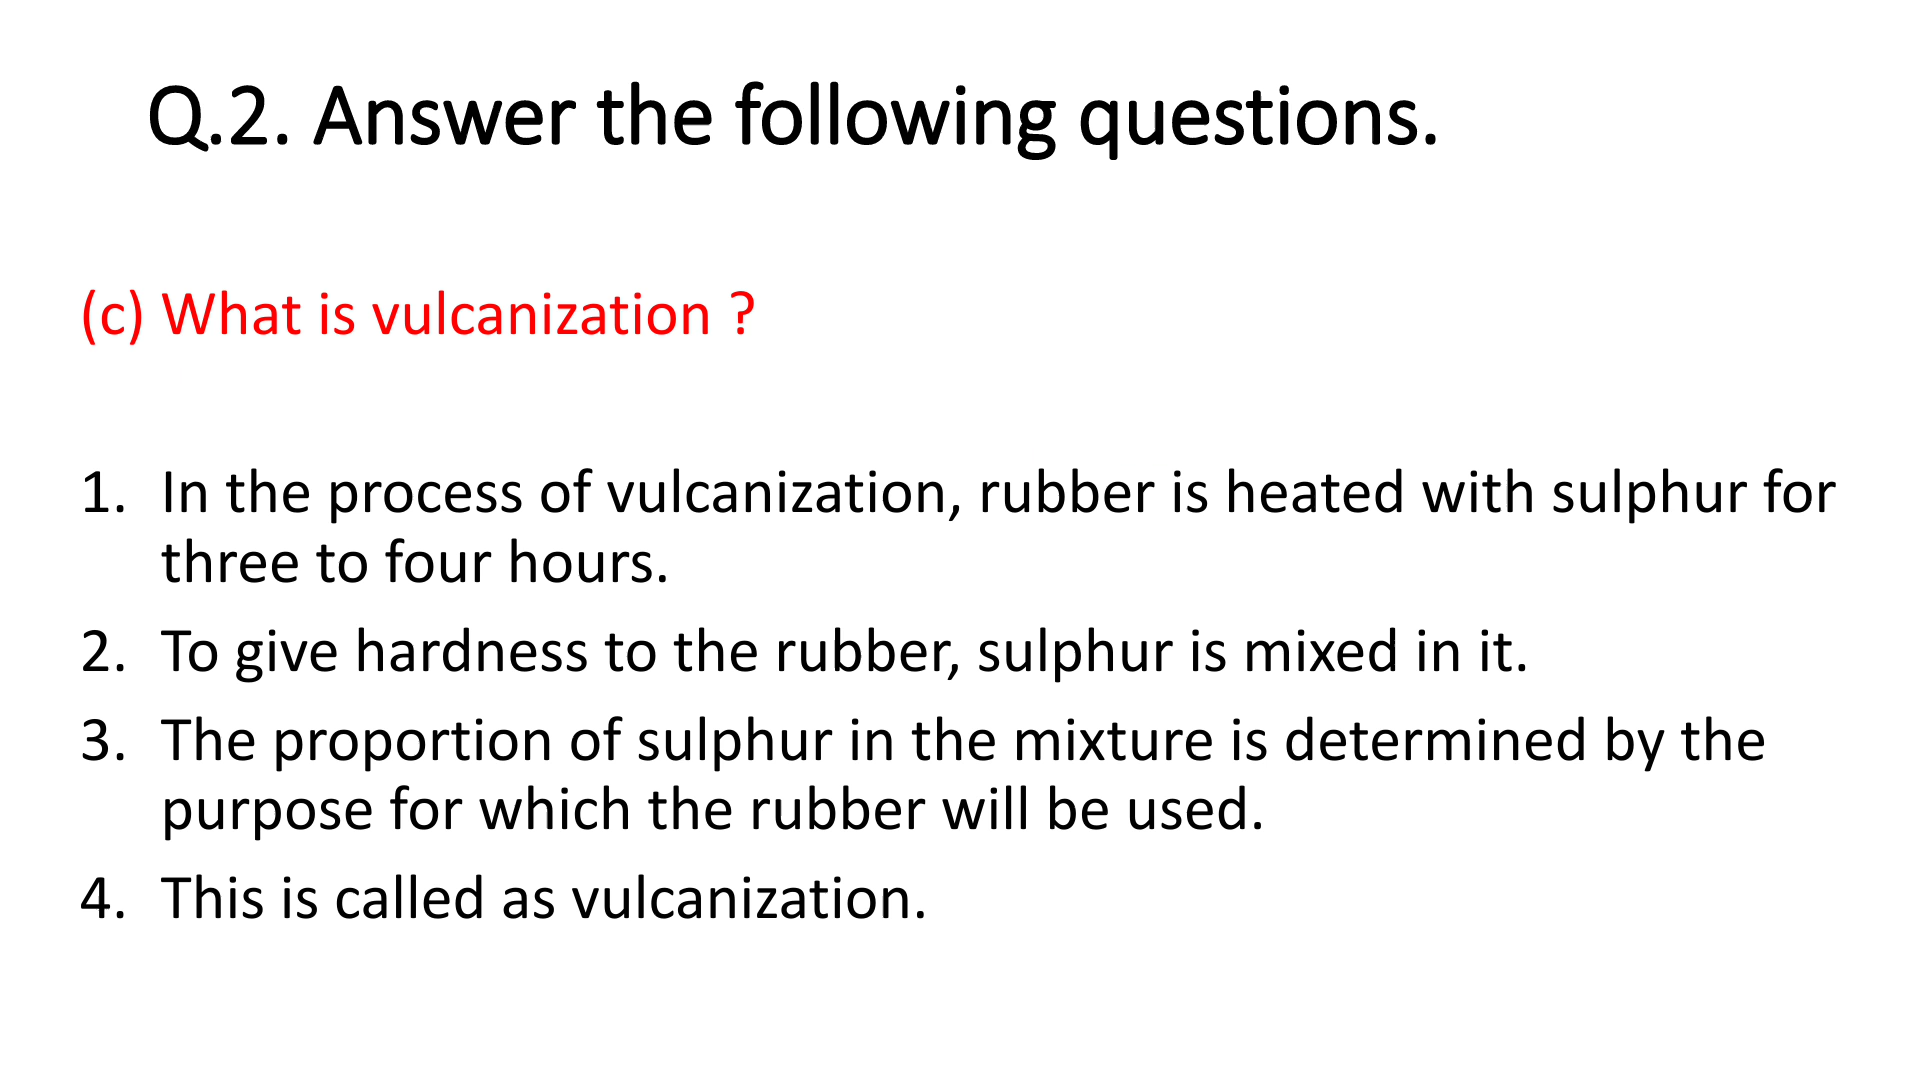 Q.2. Answer the following questions.
(c) What is vulcanization ?
1. In the process of vulcanization, rubber is heated with sulphur for
three to four hours.
2. To give hardness to the rubber, sulphur is mixed in it.
3. The proportion of sulphur in the mixture is determined by the
purpose for which the rubber will be used.
4. This is called as vulcanization.